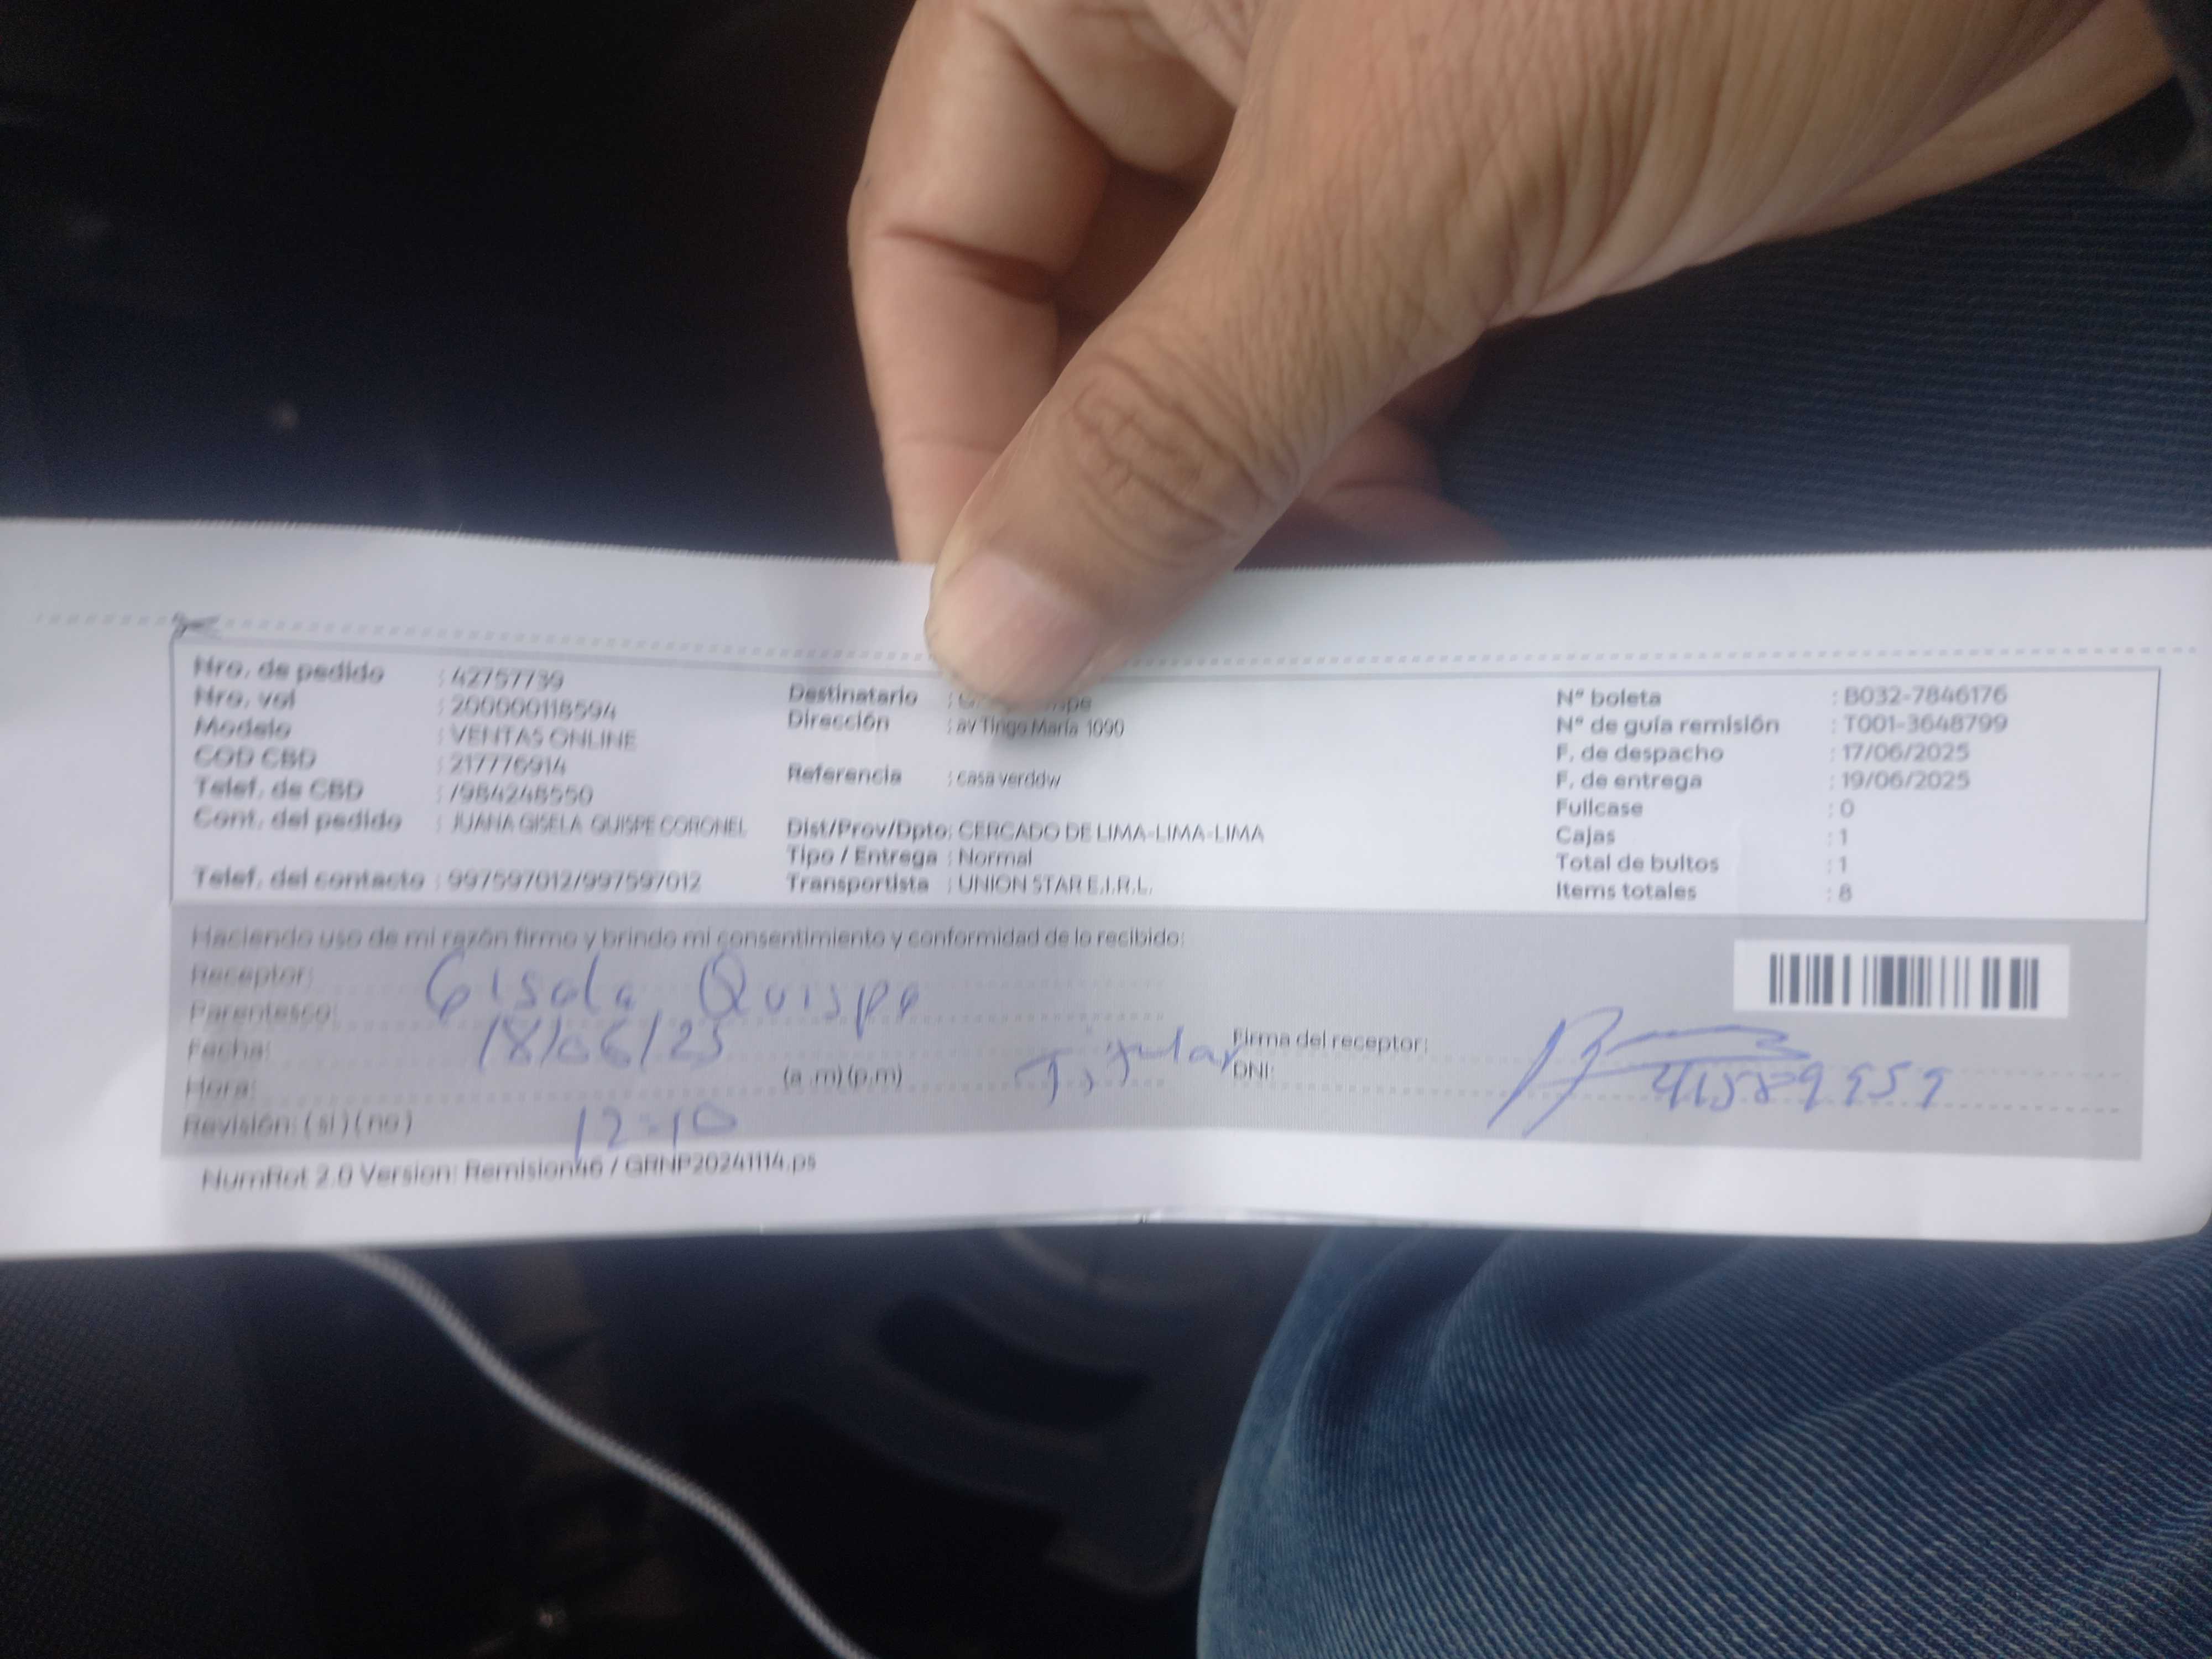 Nro. de pedido : 42757739
Nro. vol : 200000118594
Modelo : VENTAS ONLINE
COD CBD : 217776914
Telef. de CBD : /984248550
Cont. del pedido : JUANA GISELA QUISPE CORONEL
Telef. del contacto : 997597012/997597012
Destinatario :
Dirección : av Tingo María 1090
Referencia : casa verddw
Dist/Prov/Dpto: CERCADO DE LIMA-LIMA-LIMA
Tipo / Entrega : Normal
Transportista : UNION STAR E.I.R.L.
N° boleta : B032-7846176
N° de guía remisión : T001-3648799
F. de despacho : 17/06/2025
F. de entrega : 19/06/2025
Fullcase : 0
Cajas : 1
Total de bultos : 1
Items totales : 8
Haciendo uso de mi razón firmo y brindo mi consentimiento y conformidad de lo recibido:
Receptor: Gisela Quispe
Parentesco: Titular
Fecha: 18/06/25
Hora: 12:10 (a .m) (p.m)
Revisión: ( si ) ( no )
Firma del receptor:
DNI: 41589959
NumRot 2.0 Version: Remision46 / GRNP20241114.ps